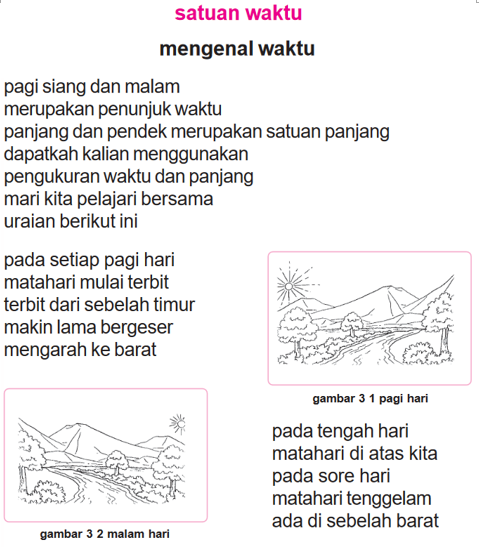 satuan waktu
mengenal waktu
pagi siang dan malam
merupakan penunjuk waktu
panjang dan pendek merupakan satuan panjang
dapatkah kalian menggunakan
pengukuran waktu dan panjang
mari kita pelajari bersama
uraian berikut ini
pada setiap pagi hari
matahari mulai terbit
terbit dari sebelah timur
makin lama bergeser
mengarah ke barat
gambar 3 1 pagi hari
gambar 3 2 malam hari
pada tengah hari
matahari di atas kita
pada sore hari
matahari tenggelam
ada di sebelah barat